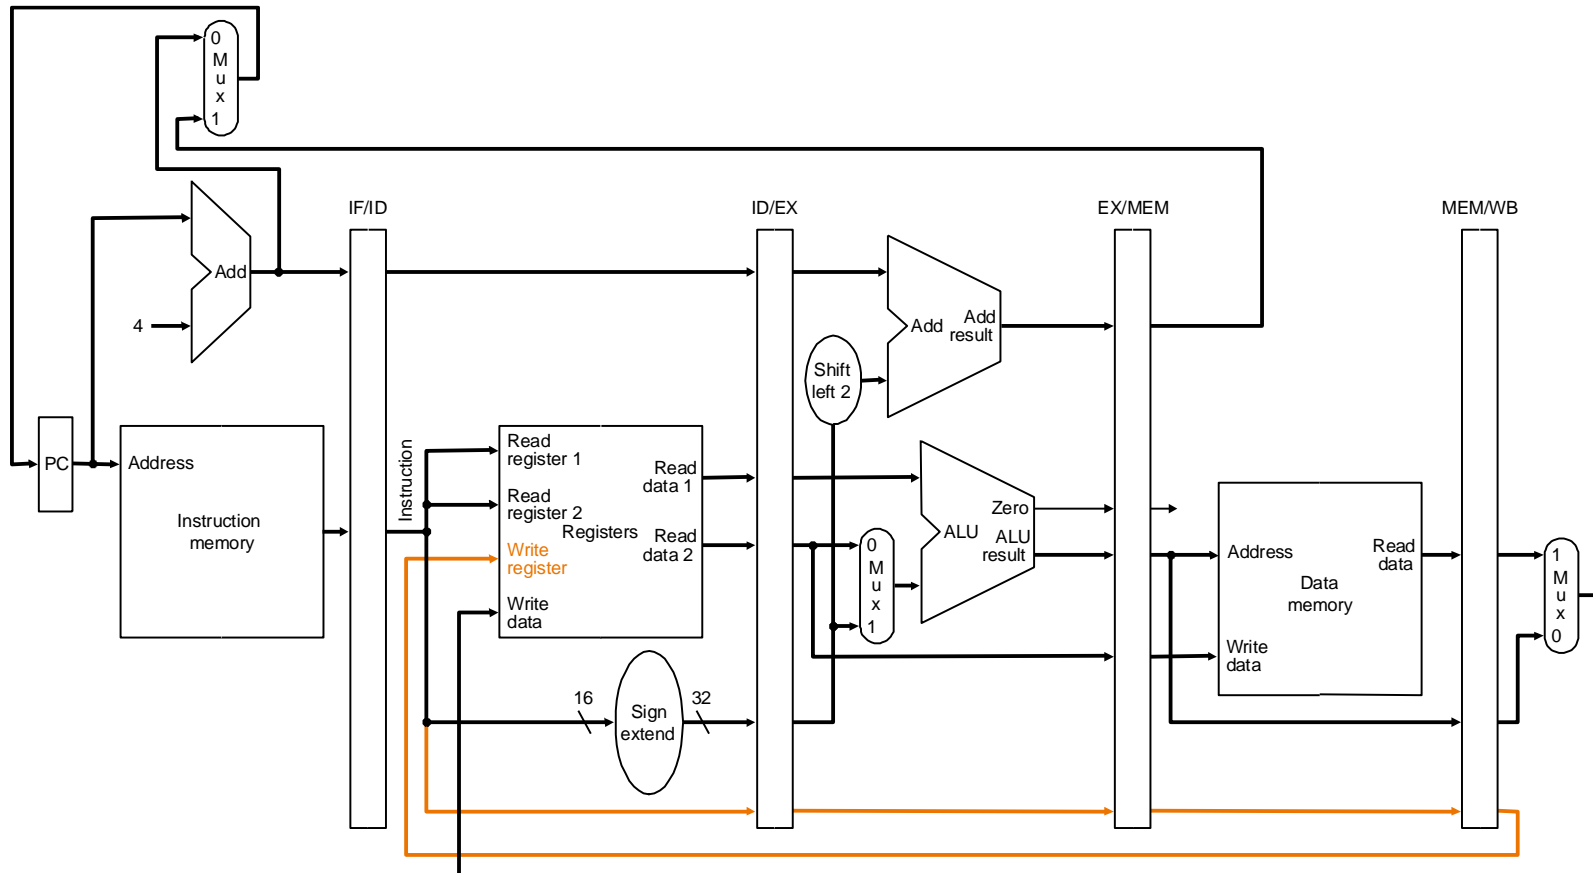 0
M
u
x
1
IF/ID
ID/EX
EX/MEM
MEM/WB
Add
4
Add
Add
result
Shift
left 2
PC
Address
Instruction
memory
Instruction
Read
register 1
Read
register 2
Registers
Write
register
Write
data
Read
data 1
Read
data 2
16
Sign
extend
32
0
M
u
x
1
Zero
ALU
ALU
result
Address
Read
data
Data
memory
Write
data
1
M
u
x
0